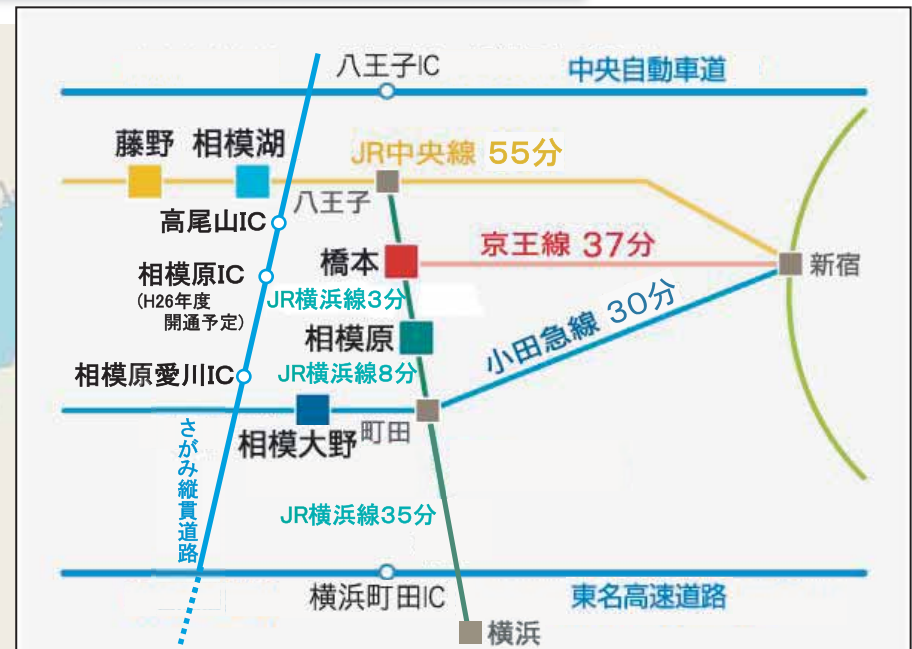 八王子IC
中央自動車道
藤野
相模湖
JR中央線 55分
八王子
高尾山IC
橋本
京王線 37分
新宿
相模原IC
(H26年度
開通予定)
JR横浜線3分
小田急線 30分
相模原
相模原愛川IC
JR横浜線8分
さがみ縦貫道路
相模大野
町田
JR横浜線35分
横浜町田IC
東名高速道路
横浜